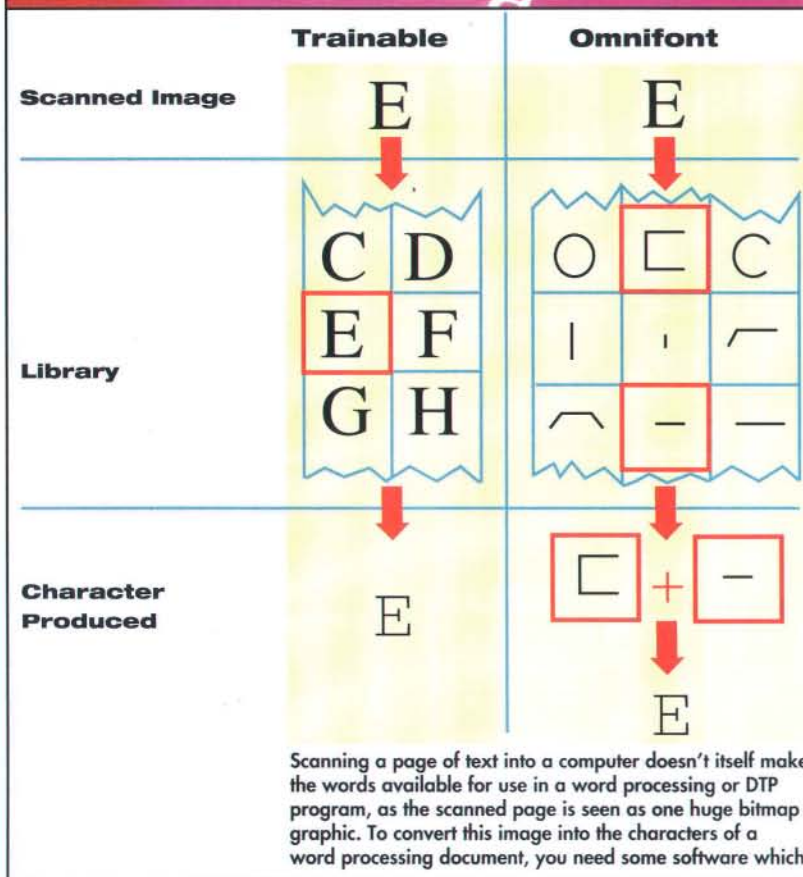 Trainable
Omnifont
Scanned Image
E
E
Library
C D
E F
G H
Character
Produced
E
+
E
Scanning a page of text into a computer doesn't itself make
the words available for use in a word processing or DTP
program, as the scanned page is seen as one huge bitmap
graphic. To convert this image into the characters of a
word processing document, you need some software which